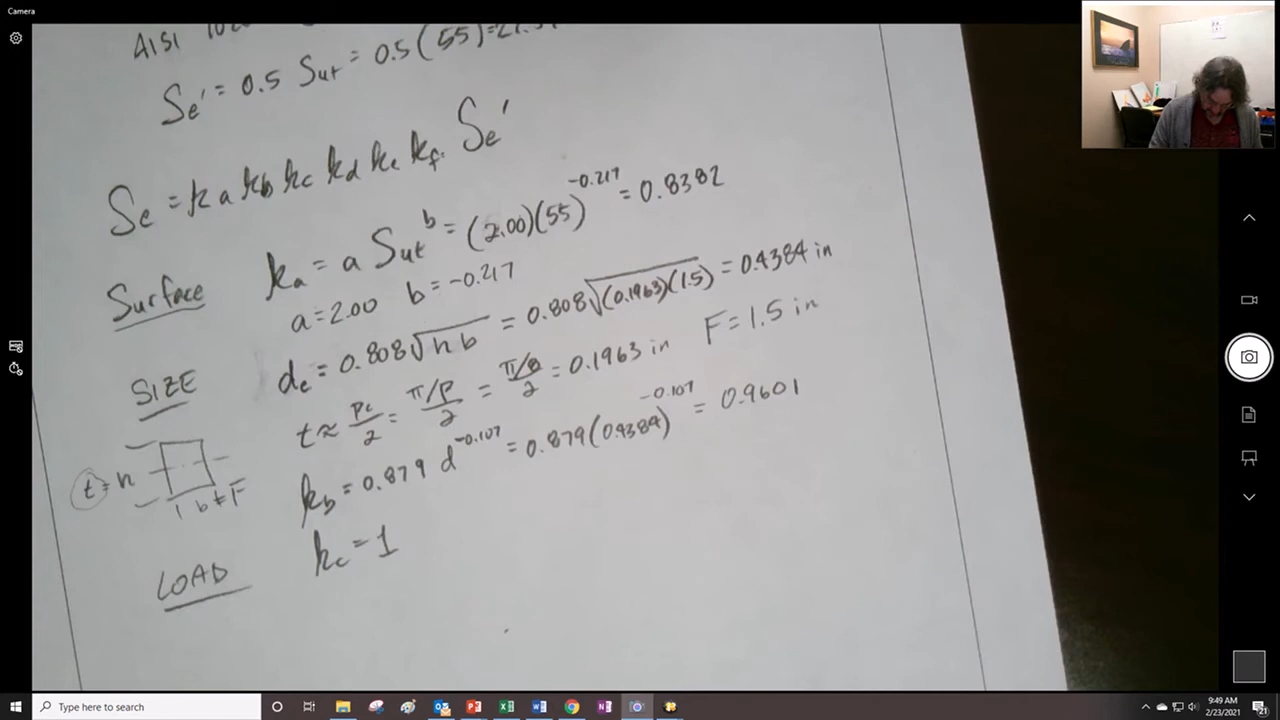 Camera
AISI 1020
Se' = 0.5 Sut = 0.5(55) = 27.5
Se = ka kb kc kd ke kf Se'
Surface ka = a Sut^b = (2.00)(55)^-0.217 = 0.8382
a = 2.00 b = -0.217
SIZE de = 0.808√hb = 0.808√(0.1963)(1.5) = 0.4384 in
t ≈ Pc/2 = π/P/2 = π/8/2 = 0.1963 in F = 1.5 in
t = h
b = F
kb = 0.879 d^-0.107 = 0.879(0.4384)^-0.107 = 0.9601
LOAD kc = 1
Type here to search
9:49 AM
2/23/2021
21